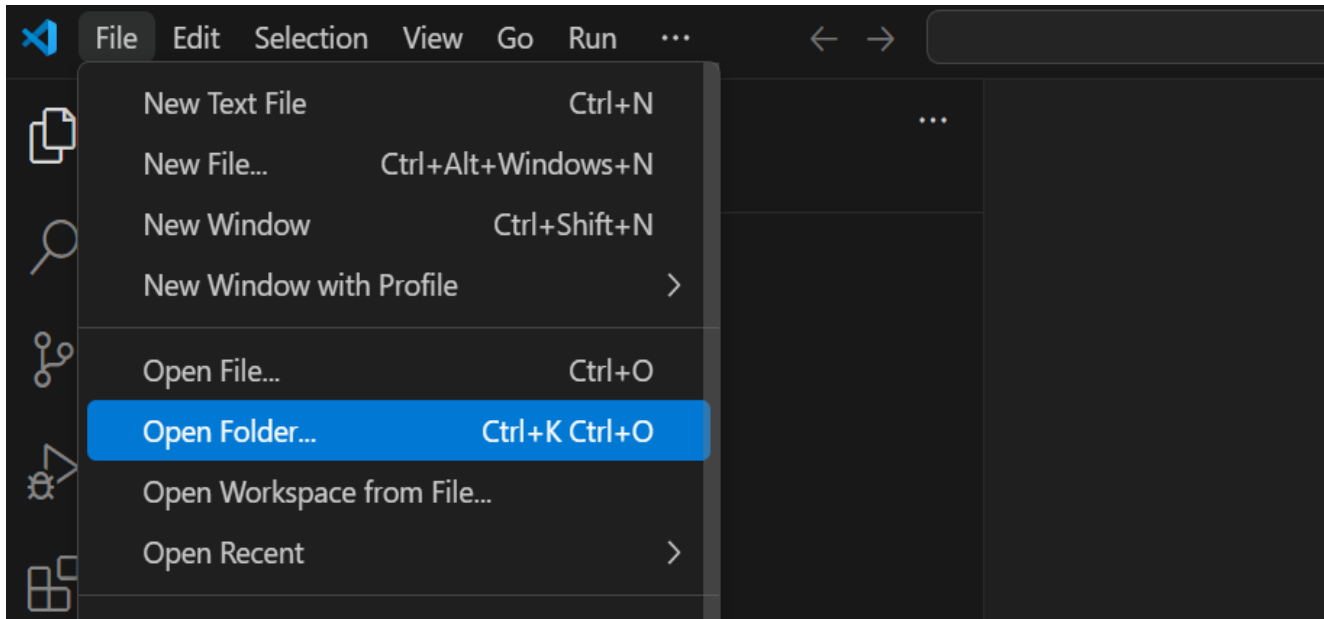 File Edit Selection View Go Run ...
New Text File Ctrl+N
New File... Ctrl+Alt+Windows+N
New Window Ctrl+Shift+N
New Window with Profile
Open File... Ctrl+O
Open Folder... Ctrl+K Ctrl+O
Open Workspace from File...
Open Recent